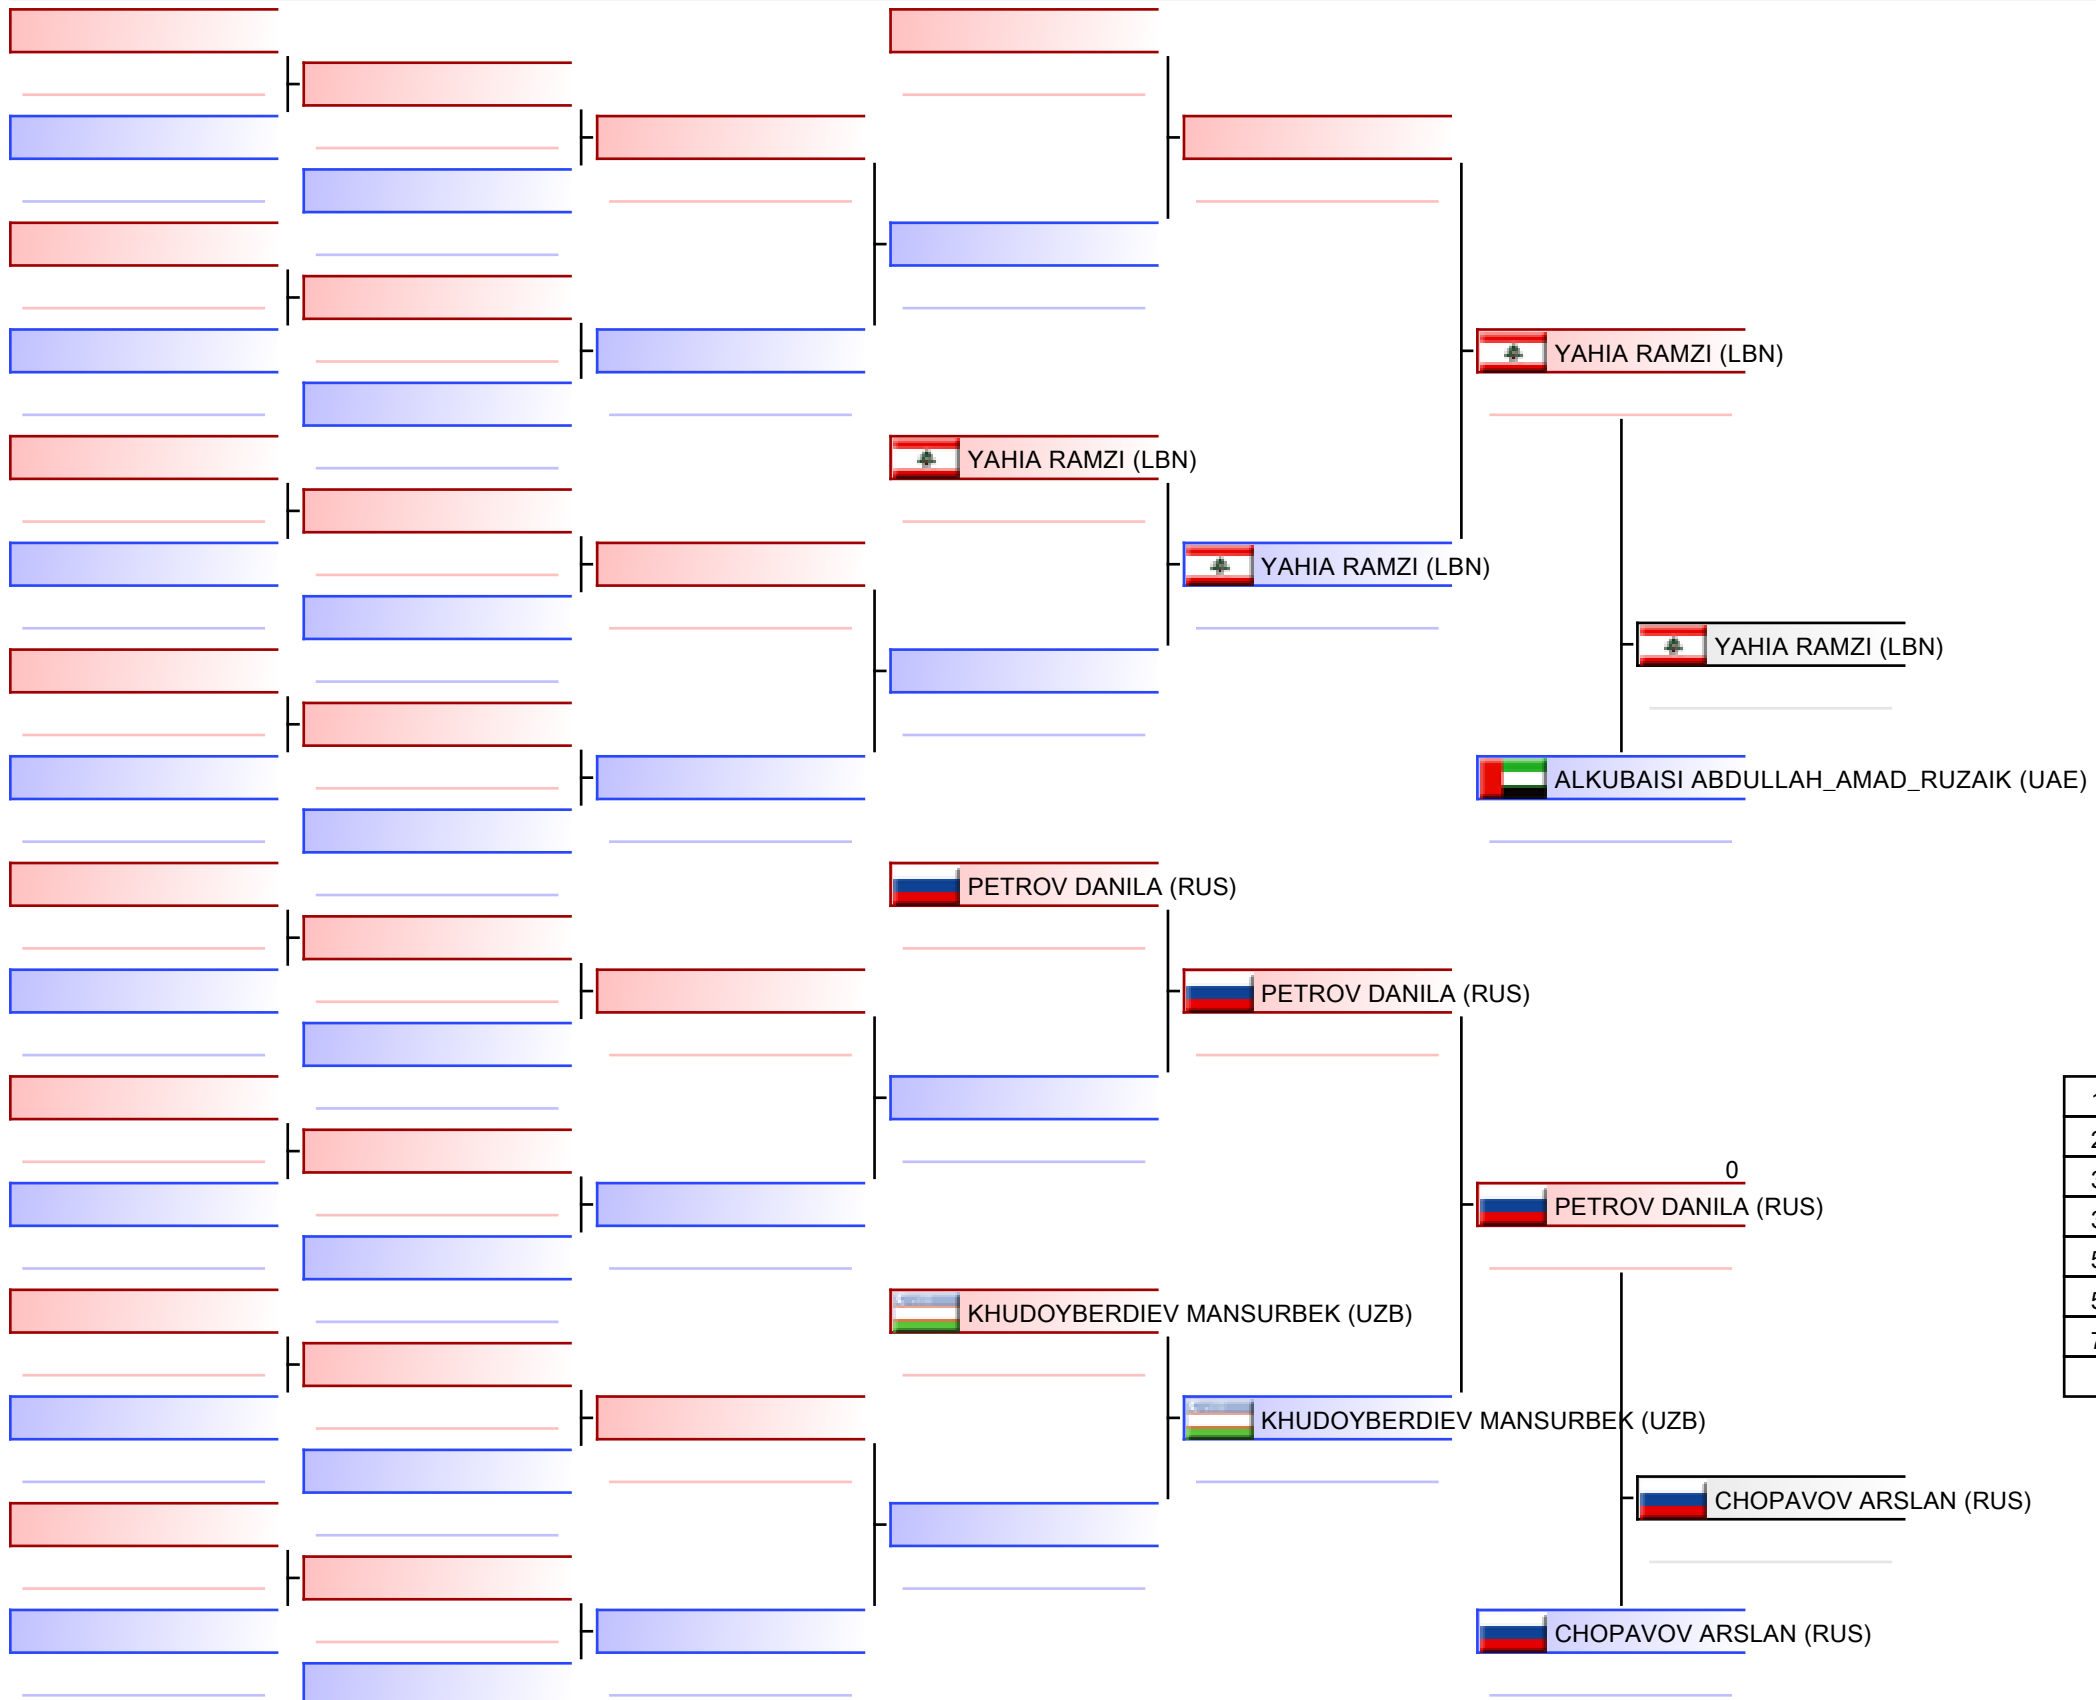 YAHIA RAMZI (LBN)
YAHIA RAMZI (LBN)
YAHIA RAMZI (LBN)
YAHIA RAMZI (LBN)
ALKUBAISI ABDULLAH_AMAD_RUZAIK (UAE)
PETROV DANILA (RUS)
PETROV DANILA (RUS)
0
PETROV DANILA (RUS)
KHUDOYBERDIEV MANSURBEK (UZB)
KHUDOYBERDIEV MANSURBEK (UZB)
CHOPAVOV ARSLAN (RUS)
CHOPAVOV ARSLAN (RUS)